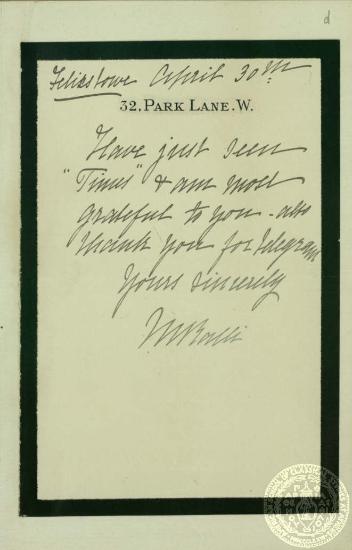 d
Felixstowe April 30th
32, PARK LANE. W.
Have just seen
"Times" & am most
grateful to you - also
thank you for telegram
Yours sincerely
M Ralli